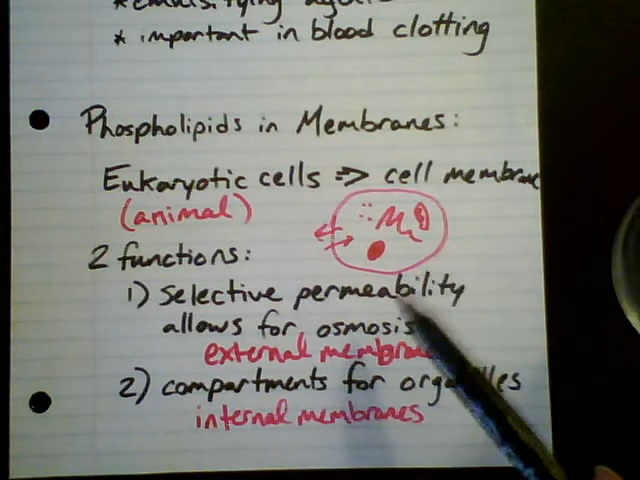 *emulsifying
* important in blood clotting
Phospholipids in Membranes:
Eukaryotic cells => cell membrane
(animal)
2 functions:
1) Selective permeability
allows for osmosis
external membrane
2) compartments for organelles
internal membranes